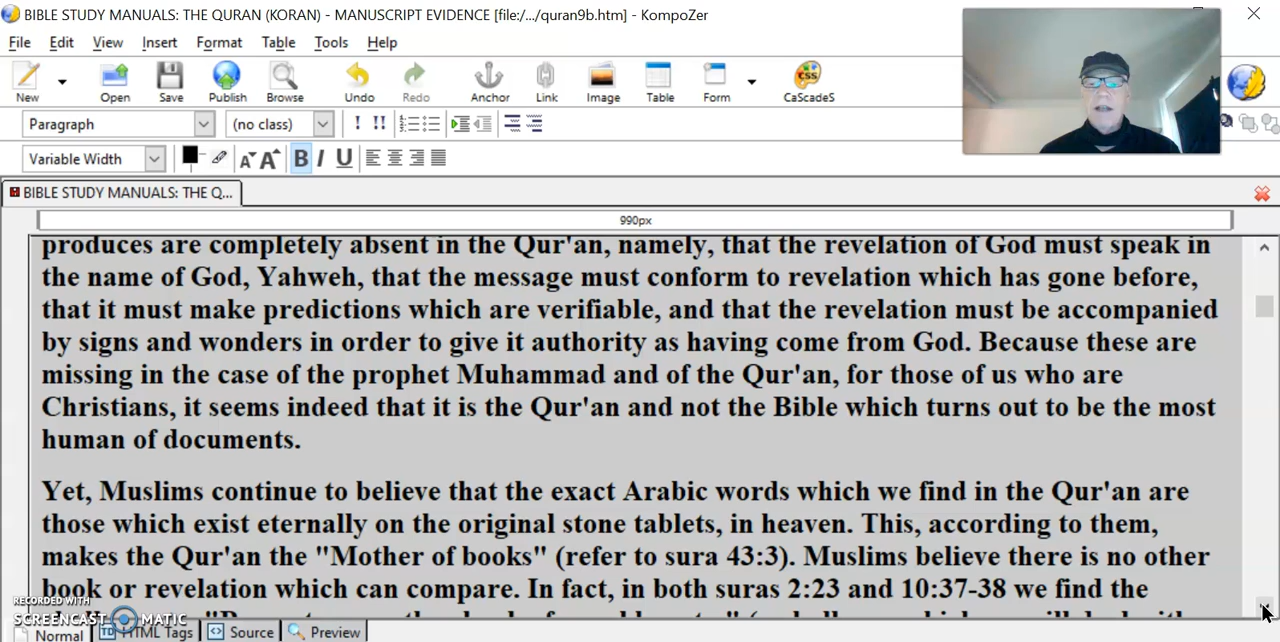 BIBLE STUDY MANUALS: THE QURAN (KORAN) - MANUSCRIPT EVIDENCE [file:/.../quran9b.htm] - KompoZer
File Edit View Insert Format Table Tools Help
New Open Save Publish Browse Undo Redo Anchor Link Image Table Form CaScadeS
Paragraph (no class) ! !!
Variable Width A A B I U
BIBLE STUDY MANUALS: THE Q...
990px
produces are completely absent in the Qur'an, namely, that the revelation of God must speak in
the name of God, Yahweh, that the message must conform to revelation which has gone before,
that it must make predictions which are verifiable, and that the revelation must be accompanied
by signs and wonders in order to give it authority as having come from God. Because these are
missing in the case of the prophet Muhammad and of the Qur'an, for those of us who are
Christians, it seems indeed that it is the Qur'an and not the Bible which turns out to be the most
human of documents.
Yet, Muslims continue to believe that the exact Arabic words which we find in the Qur'an are
those which exist eternally on the original stone tablets, in heaven. This, according to them,
makes the Qur'an the "Mother of books" (refer to sura 43:3). Muslims believe there is no other
book or revelation which can compare. In fact, in both suras 2:23 and 10:37-38 we find the
RECORDED WITH
SCREENCAST MATIC
Normal TD HTML Tags Source Preview